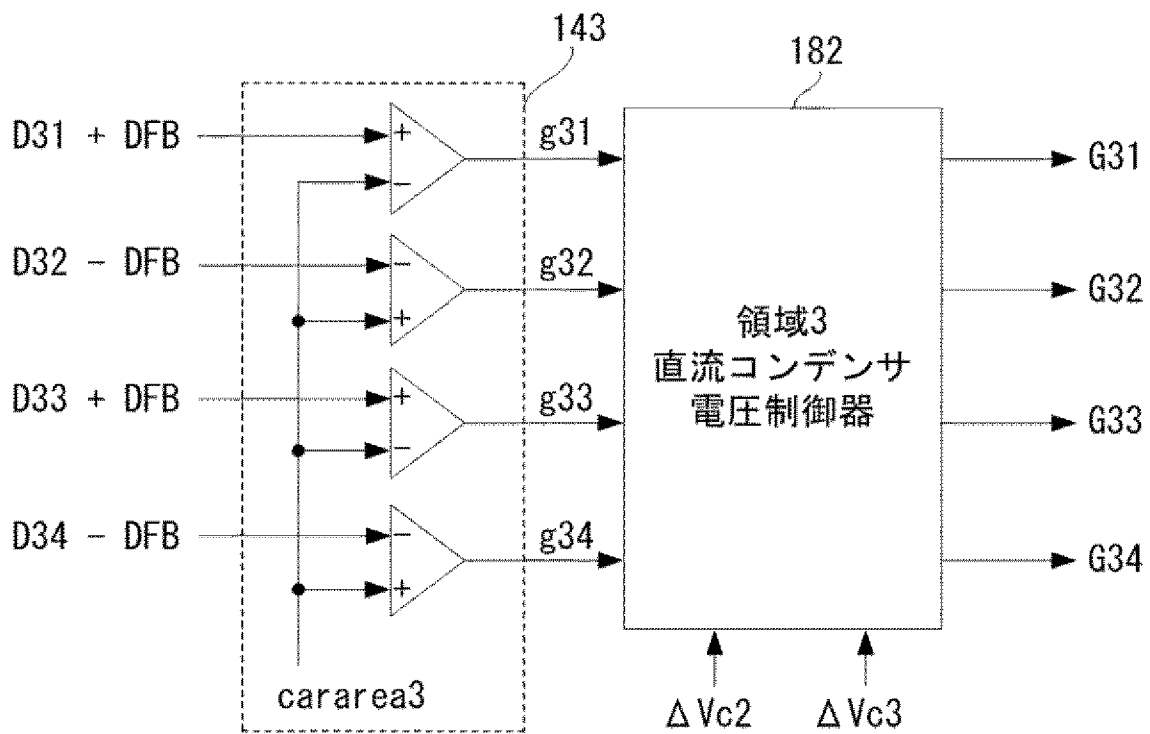 143
182
D31 + DFB
+
−
g31
G31
D32 - DFB
−
+
g32
G32
領域3
直流コンデンサ
電圧制御器
D33 + DFB
+
−
g33
G33
D34 - DFB
−
+
g34
G34
cararea3
ΔVc2
ΔVc3